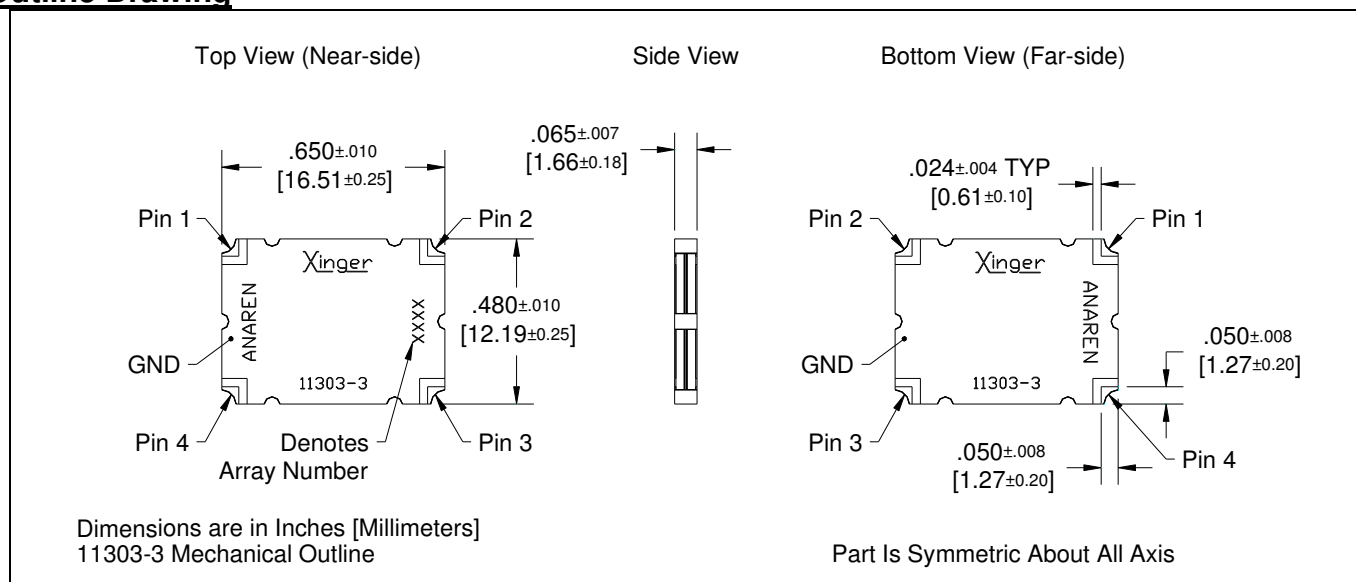 Outline Drawing
Top View (Near-side)
Side View
Bottom View (Far-side)
.650±.010
[16.51±0.25]
.065±.007
[1.66±0.18]
.024±.004 TYP
[0.61±0.10]
Pin 1
Pin 2
Pin 2
Pin 1
Xinger
Xinger
ANAREN
XXXX
.480±.010
[12.19±0.25]
ANAREN
GND
GND
.050±.008
[1.27±0.20]
11303-3
11303-3
Pin 4
Denotes
Array Number
Pin 3
Pin 3
.050±.008
[1.27±0.20]
Pin 4
Dimensions are in Inches [Millimeters]
11303-3 Mechanical Outline
Part Is Symmetric About All Axis